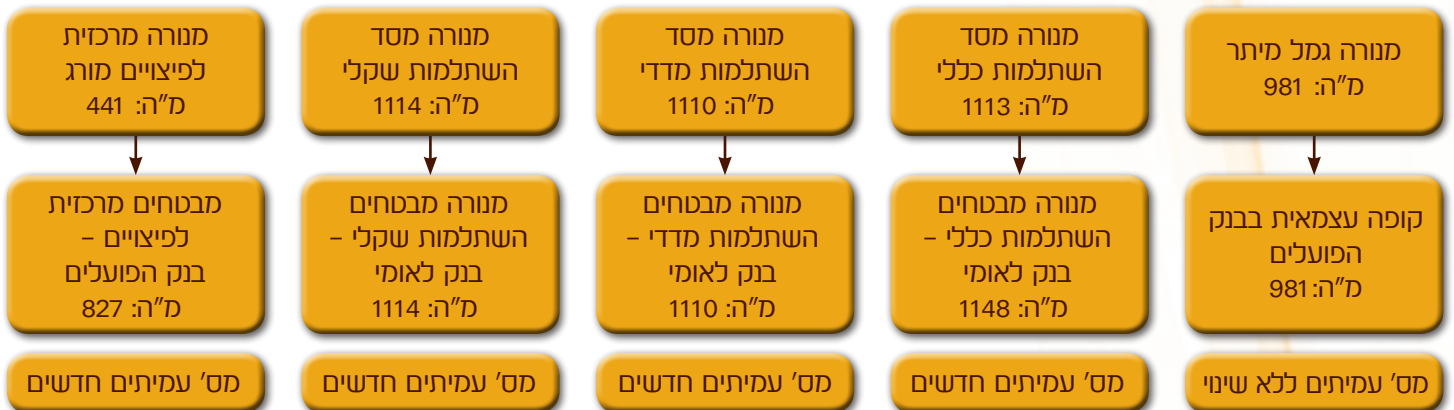 מנורה גמל מיתר
מ"ה: 981
קופה עצמאית בבנק
הפועלים
מ"ה: 981
מס' עמיתים ללא שינוי
מנורה מסד
השתלמות כללי
מ"ה: 1113
מנורה מבטחים
השתלמות כללי –
בנק לאומי
מ"ה: 1148
מס' עמיתים חדשים
מנורה מסד
השתלמות מדדי
מ"ה: 1110
מנורה מבטחים
השתלמות מדדי –
בנק לאומי
מ"ה: 1110
מס' עמיתים חדשים
מנורה מסד
השתלמות שקלי
מ"ה: 1114
מנורה מבטחים
השתלמות שקלי –
בנק לאומי
מ"ה: 1114
מס' עמיתים חדשים
מנורה מרכזית
לפיצויים מורג
מ"ה: 441
מבטחים מרכזית
לפיצויים –
בנק הפועלים
מ"ה: 827
מס' עמיתים חדשים